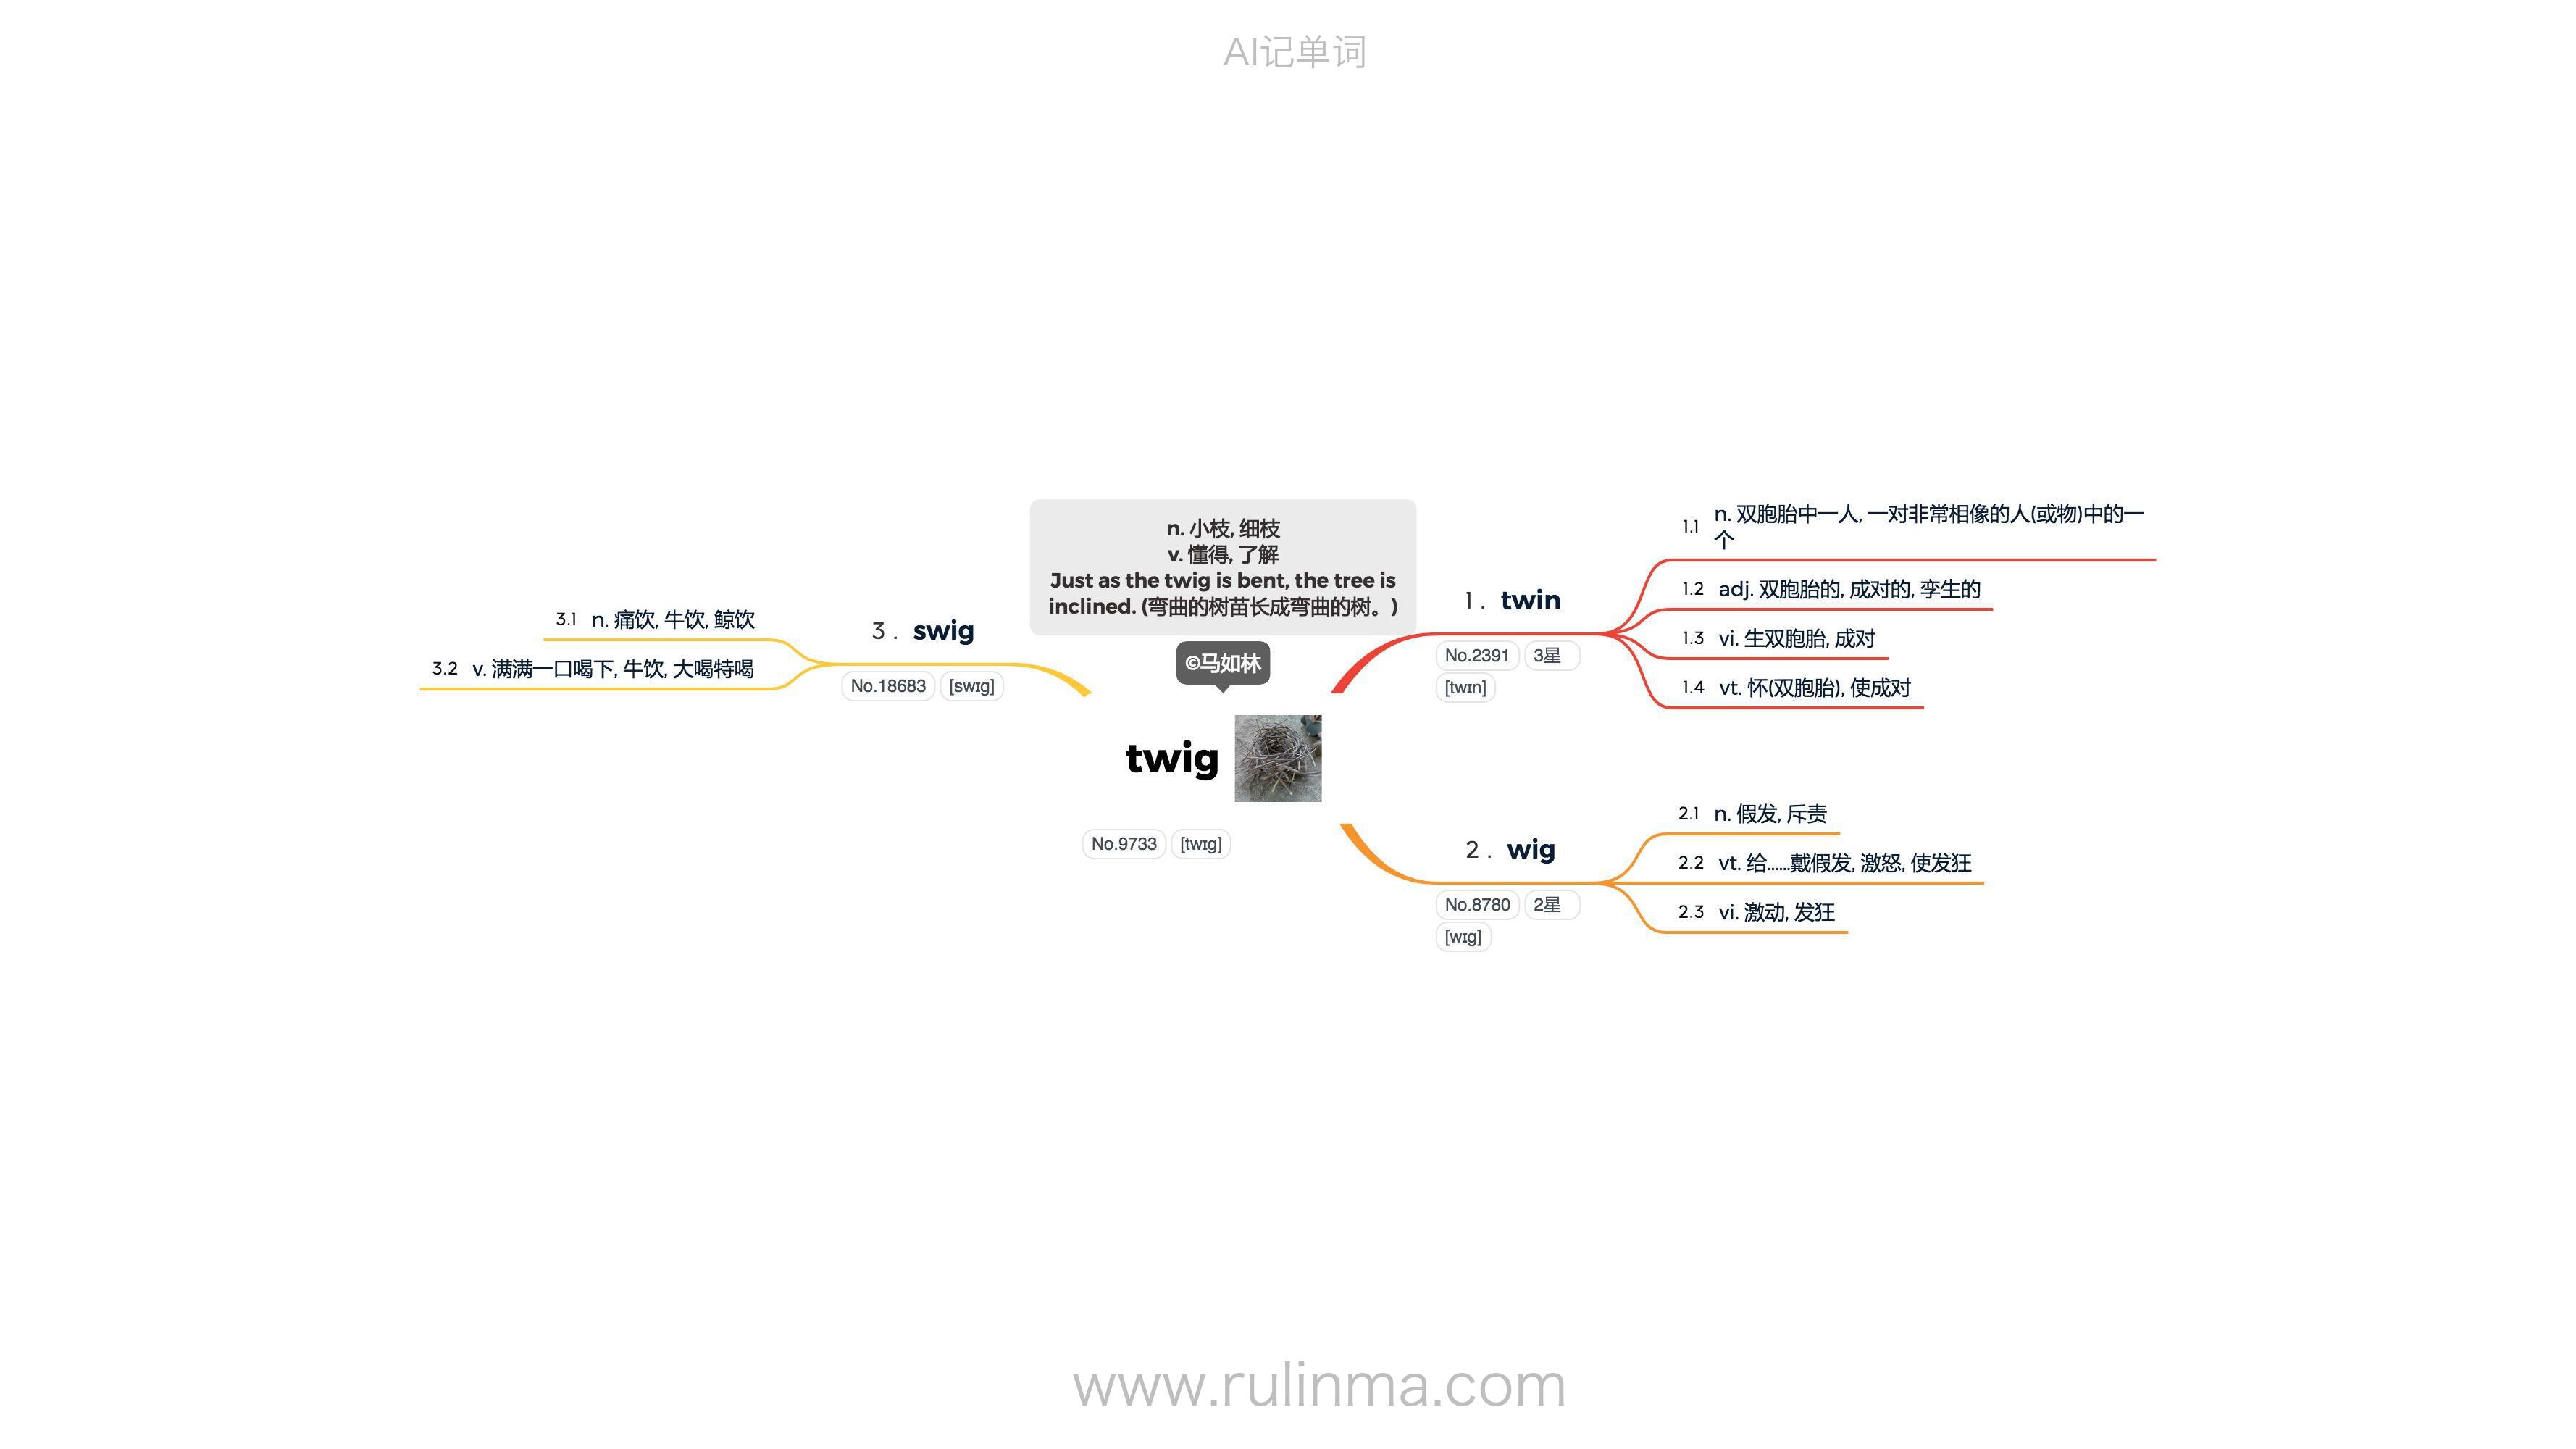 AI记单词
n. 小枝, 细枝
v. 懂得, 了解
Just as the twig is bent, the tree is
inclined. (弯曲的树苗长成弯曲的树。)
©马如林
twig
No.9733 [twɪg]
1. twin
No.2391 3星
[twɪn]
1.1 n. 双胞胎中一人, 一对非常相像的人(或物)中的一
个
1.2 adj. 双胞胎的, 成对的, 孪生的
1.3 vi. 生双胞胎, 成对
1.4 vt. 怀(双胞胎), 使成对
2. wig
No.8780 2星
[wɪg]
2.1 n. 假发, 斥责
2.2 vt. 给......戴假发, 激怒, 使发狂
2.3 vi. 激动, 发狂
3. swig
No.18683 [swɪg]
3.1 n. 痛饮, 牛饮, 鲸饮
3.2 v. 满满一口喝下, 牛饮, 大喝特喝
www.rulinma.com